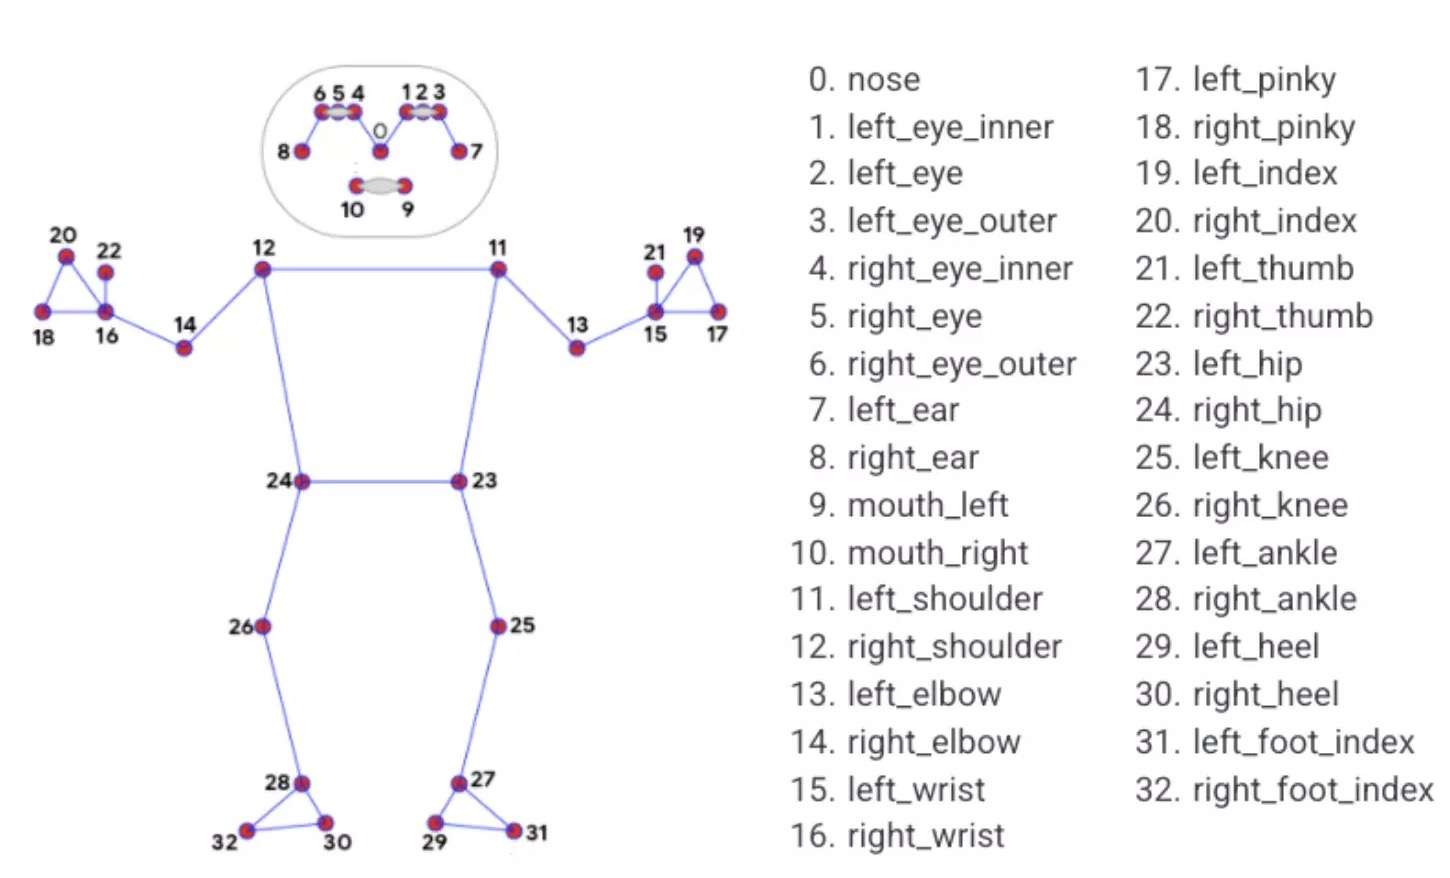 6 5 4 1 2 3
0
8 7
10 9
20 22 12 11 21 19
18 16 14 13 15 17
24 23
26 25
28 27
32 30 29 31
0. nose
1. left_eye_inner
2. left_eye
3. left_eye_outer
4. right_eye_inner
5. right_eye
6. right_eye_outer
7. left_ear
8. right_ear
9. mouth_left
10. mouth_right
11. left_shoulder
12. right_shoulder
13. left_elbow
14. right_elbow
15. left_wrist
16. right_wrist
17. left_pinky
18. right_pinky
19. left_index
20. right_index
21. left_thumb
22. right_thumb
23. left_hip
24. right_hip
25. left_knee
26. right_knee
27. left_ankle
28. right_ankle
29. left_heel
30. right_heel
31. left_foot_index
32. right_foot_index